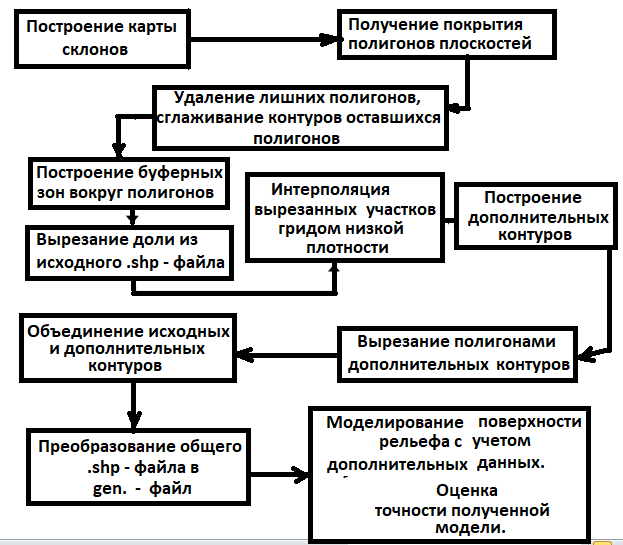 Построение карты
склонов
Получение покрытия
полигонов плоскостей
Удаление лишних полигонов,
сглаживание контуров оставшихся
полигонов
Построение буферных
зон вокруг полигонов
Вырезание доли из
исходного .shp - файла
Интерполяция
вырезанных участков
гридом низкой
плотности
Построение
дополнительных
контуров
Вырезание полигонами
дополнительных контуров
Объединение исходных
и дополнительных
контуров
Преобразование общего
.shp - файла в
gen. - файл
Моделирование поверхности
рельефа с учетом
дополнительных данных.
Оценка
точности полученной
модели.